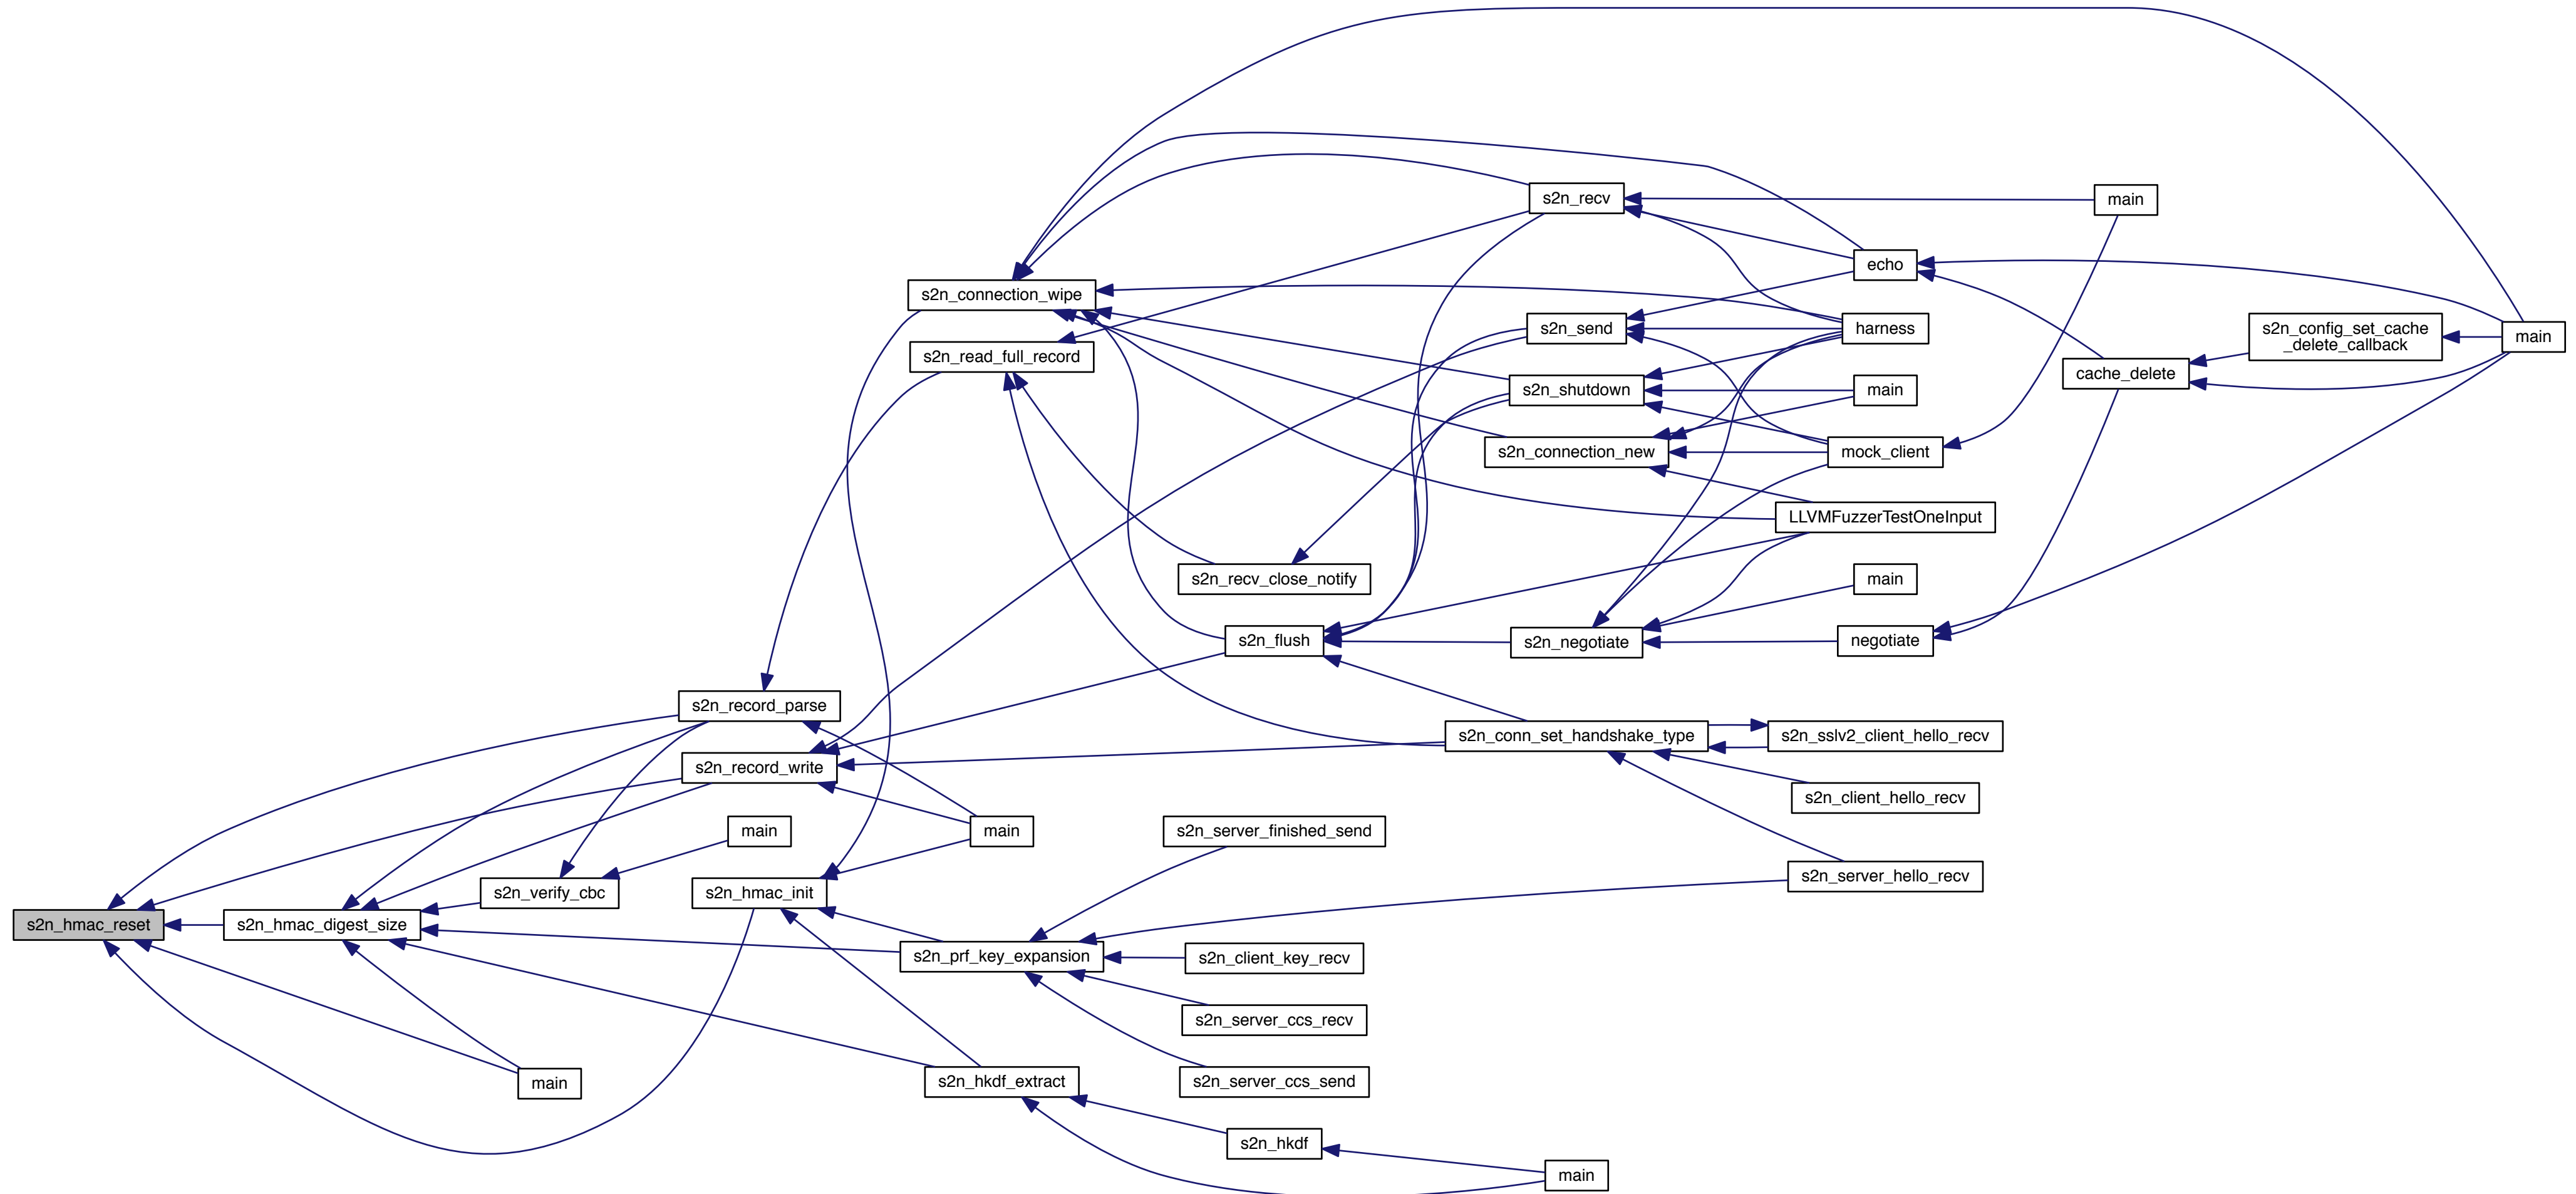 s2n_recv
main
echo
s2n_connection_wipe
s2n_send
harness
s2n_config_set_cache
_delete_callback
main
s2n_read_full_record
cache_delete
s2n_shutdown
main
s2n_connection_new
mock_client
LLVMFuzzerTestOneInput
s2n_recv_close_notify
main
s2n_flush
s2n_negotiate
negotiate
s2n_record_parse
s2n_conn_set_handshake_type
s2n_sslv2_client_hello_recv
s2n_record_write
s2n_client_hello_recv
main
main
s2n_server_finished_send
s2n_server_hello_recv
s2n_verify_cbc
s2n_hmac_init
s2n_hmac_reset
s2n_hmac_digest_size
s2n_prf_key_expansion
s2n_client_key_recv
s2n_server_ccs_recv
main
s2n_hkdf_extract
s2n_server_ccs_send
s2n_hkdf
main